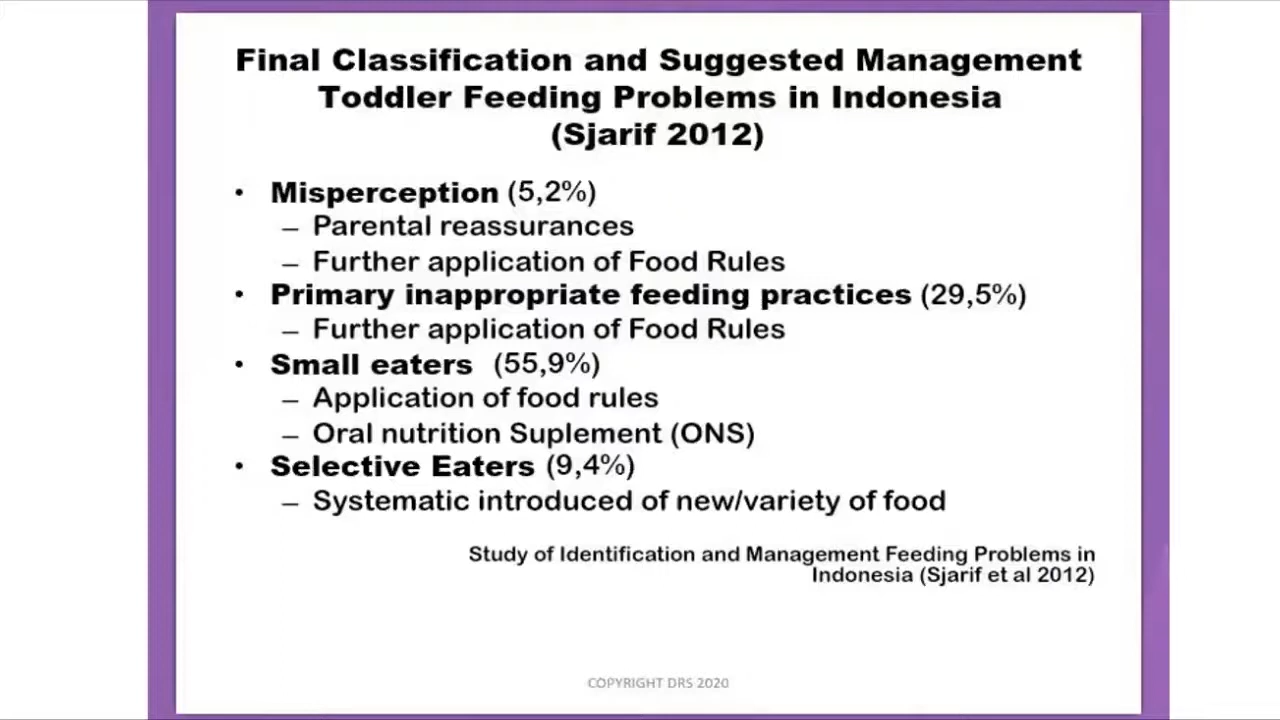 Final Classification and Suggested Management
Toddler Feeding Problems in Indonesia
(Sjarif 2012)
• Misperception (5,2%)
– Parental reassurances
– Further application of Food Rules
• Primary inappropriate feeding practices (29,5%)
– Further application of Food Rules
• Small eaters (55,9%)
– Application of food rules
– Oral nutrition Suplement (ONS)
• Selective Eaters (9,4%)
– Systematic introduced of new/variety of food
Study of Identification and Management Feeding Problems in
Indonesia (Sjarif et al 2012)
COPYRIGHT DRS 2020